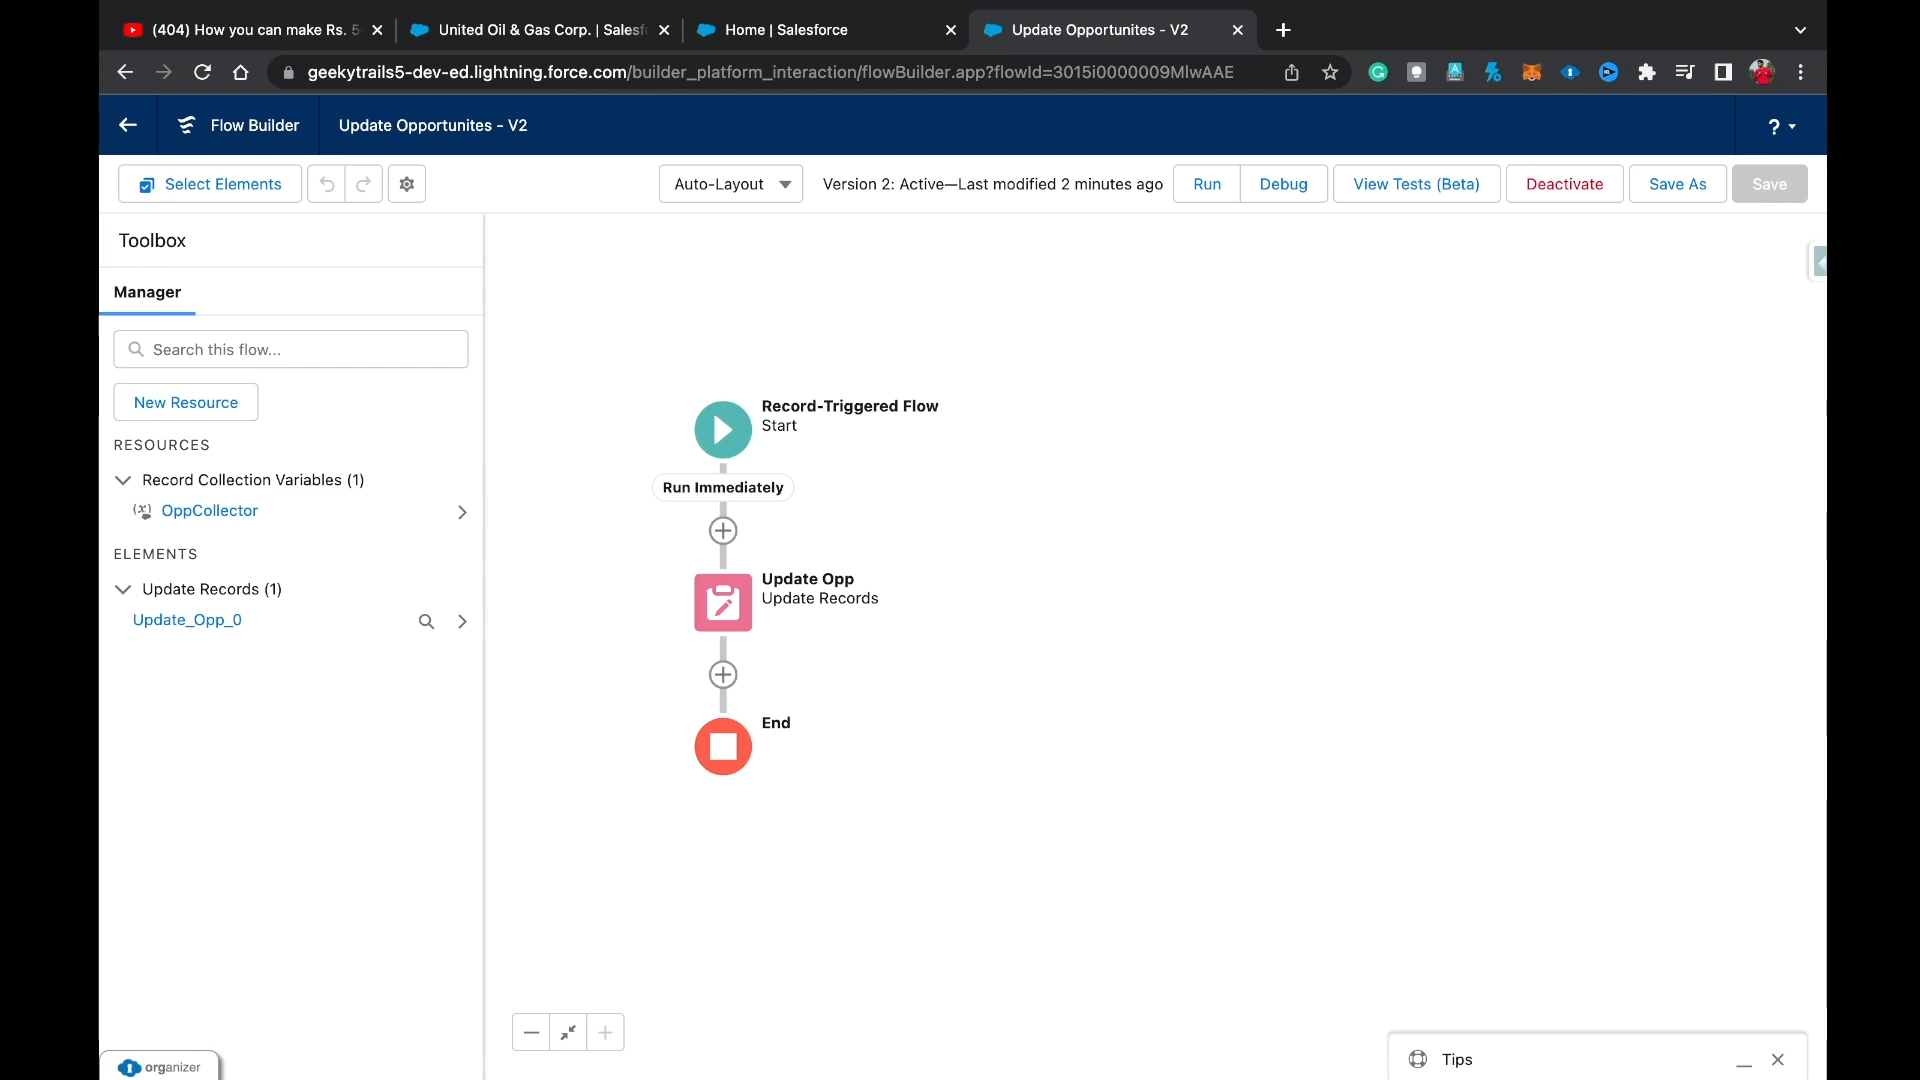 (404) How you can make Rs. 5
United Oil & Gas Corp. | Salesf
Home | Salesforce
Update Opportunites - V2
geekytrails5-dev-ed.lightning.force.com/builder_platform_interaction/flowBuilder.app?flowId=3015i0000009MlwAAE
Flow Builder
Update Opportunites - V2
?
Select Elements
Auto-Layout
Version 2: Active—Last modified 2 minutes ago
Run
Debug
View Tests (Beta)
Deactivate
Save As
Save
Toolbox
Manager
Search this flow...
New Resource
RESOURCES
Record Collection Variables (1)
OppCollector
ELEMENTS
Update Records (1)
Update_Opp_0
Record-Triggered Flow
Start
Run Immediately
Update Opp
Update Records
End
organizer
Tips